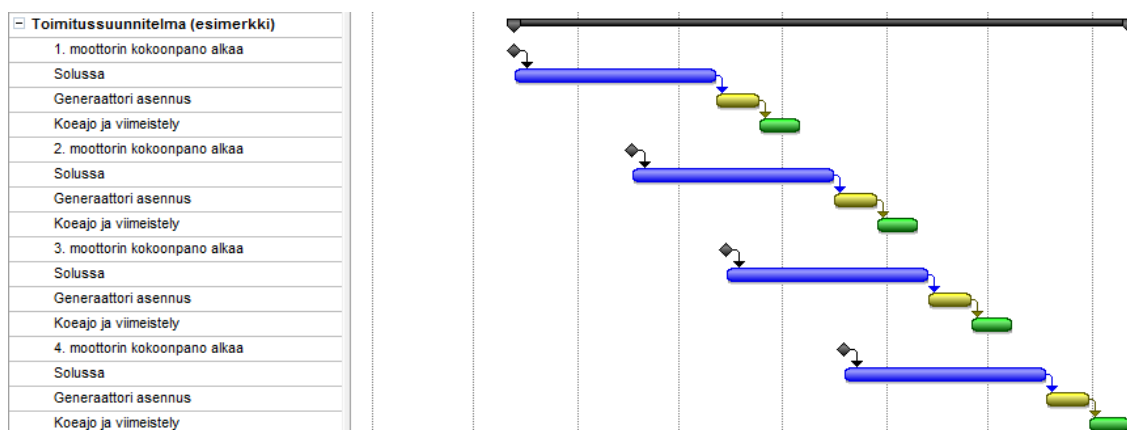 Toimitussuunnitelma (esimerkki)
1. moottorin kokoonpano alkaa
Solussa
Generaattori asennus
Koeajo ja viimeistely
2. moottorin kokoonpano alkaa
Solussa
Generaattori asennus
Koeajo ja viimeistely
3. moottorin kokoonpano alkaa
Solussa
Generaattori asennus
Koeajo ja viimeistely
4. moottorin kokoonpano alkaa
Solussa
Generaattori asennus
Koeajo ja viimeistely